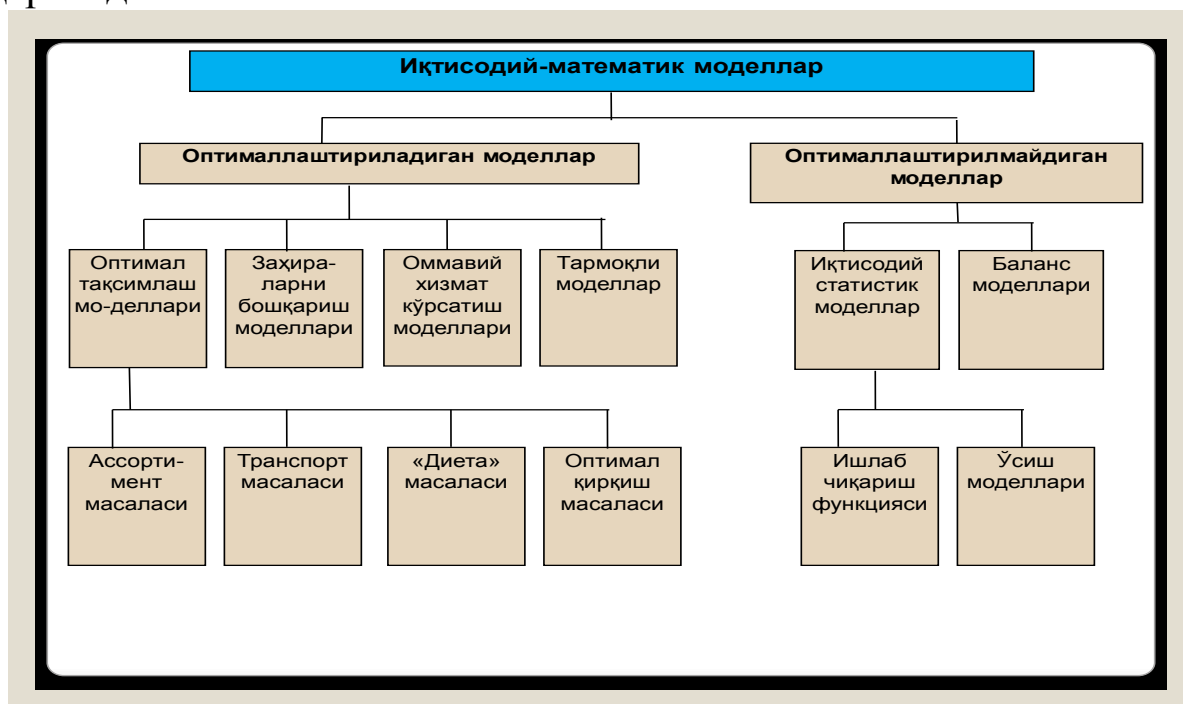 Иқтисодий-математик моделлар
Оптималлаштириладиган моделлар
Оптималлаштирилмайдиган
моделлар
Оптимал
тақсимлаш
мо-деллари
Заҳира-
ларни
бошқариш
моделлари
Оммавий
хизмат
кўрсатиш
моделлари
Тармоқли
моделлар
Иқтисодий
статистик
моделлар
Баланс
моделлари
Ассорти-
мент
масаласи
Транспорт
масаласи
«Диета»
масаласи
Оптимал
қирқиш
масаласи
Ишлаб
чиқариш
функцияси
Ўсиш
моделлари